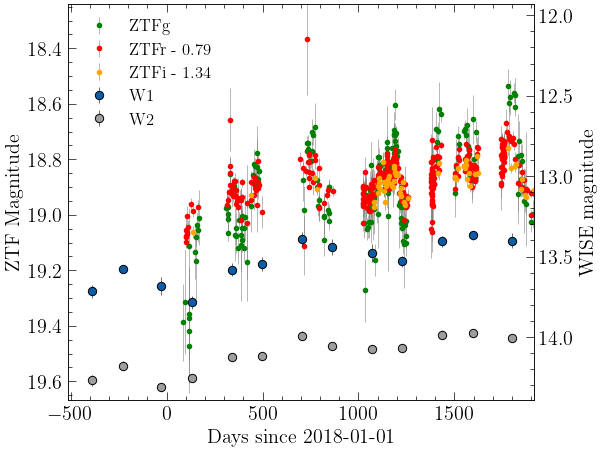 ZTFg
ZTFr - 0.79
ZTFi - 1.34
W1
W2
18.4
18.6
18.8
19.0
19.2
19.4
19.6
12.0
12.5
13.0
13.5
14.0
−500
0
500
1000
1500
ZTF Magnitude
WISE magnitude
Days since 2018-01-01